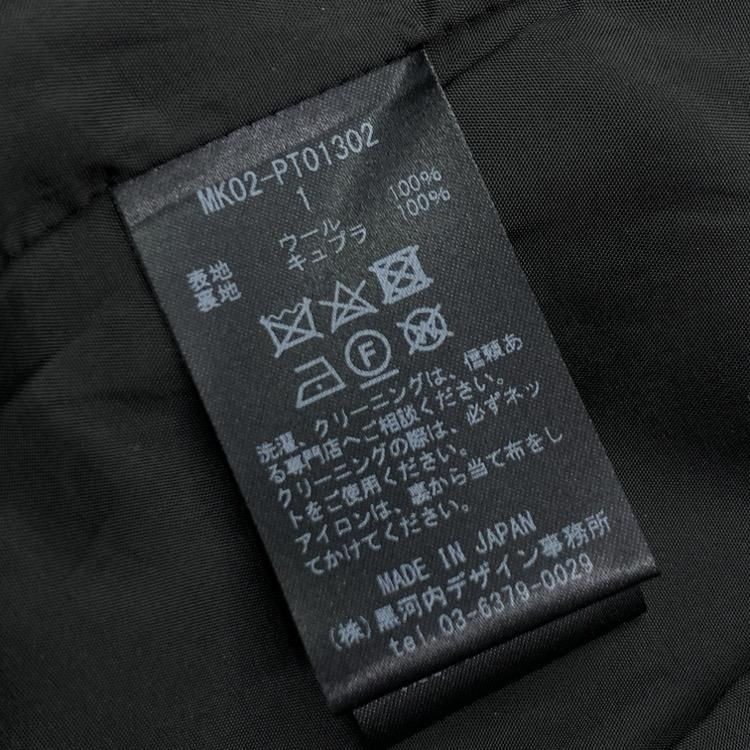 MK02-PT01302
1
表地 ウール 100%
裏地 キュプラ 100%
F
W
洗濯、クリーニングは、信頼あ
る専門店へご相談ください。
クリーニングの際は、必ずネッ
トをご使用ください。
アイロンは、裏から当て布をし
てかけてください。
MADE IN JAPAN
(株)黒河内デザイン事務所
tel.03-6379-0029